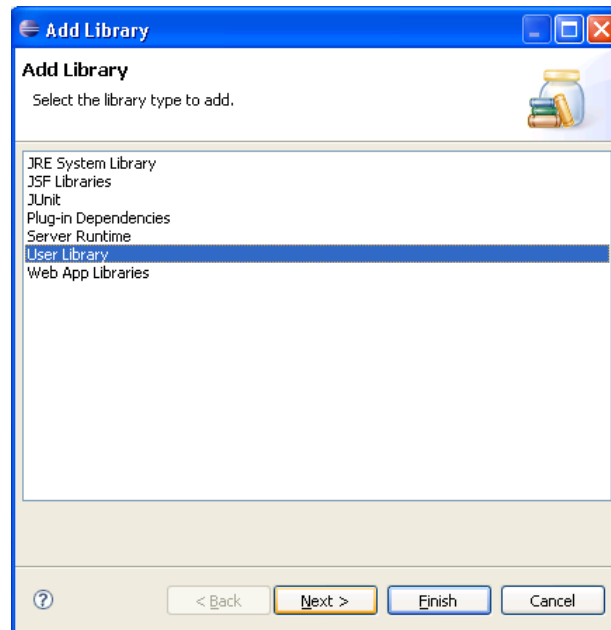 Add Library
Add Library
Select the library type to add.
JRE System Library
JSF Libraries
JUnit
Plug-in Dependencies
Server Runtime
User Library
Web App Libraries
?
< Back
Next >
Finish
Cancel